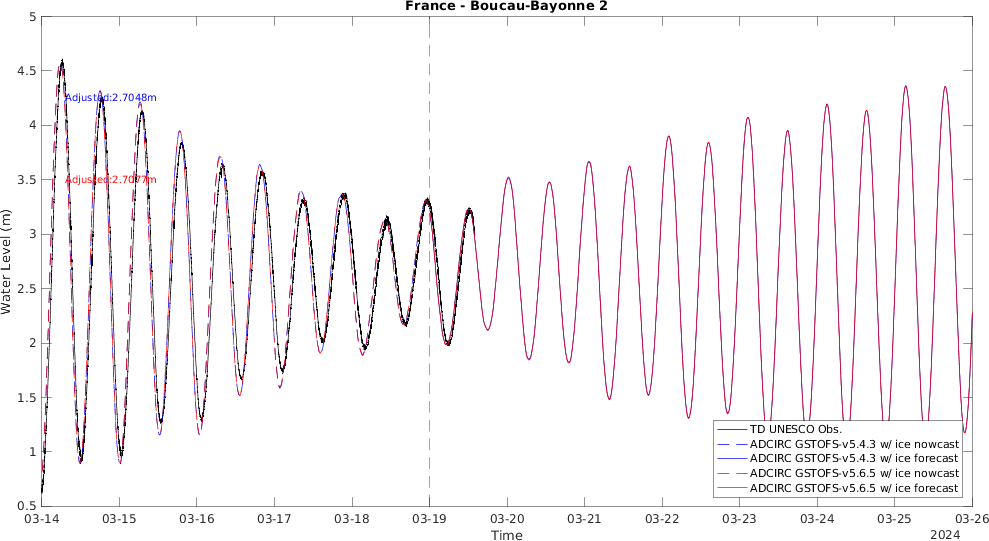 France - Boucau-Bayonne 2
Water Level (m)
5
4.5
4
3.5
3
2.5
2
1.5
1
0.5
Adjusted:2.7048m
Adjusted:2.7077m
TD UNESCO Obs.
ADCIRC GSTOFS-v5.4.3 w/ ice nowcast
ADCIRC GSTOFS-v5.4.3 w/ ice forecast
ADCIRC GSTOFS-v5.6.5 w/ ice nowcast
ADCIRC GSTOFS-v5.6.5 w/ ice forecast
03-14 03-15 03-16 03-17 03-18 03-19 03-20 03-21 03-22 03-23 03-24 03-25 03-26
Time
2024